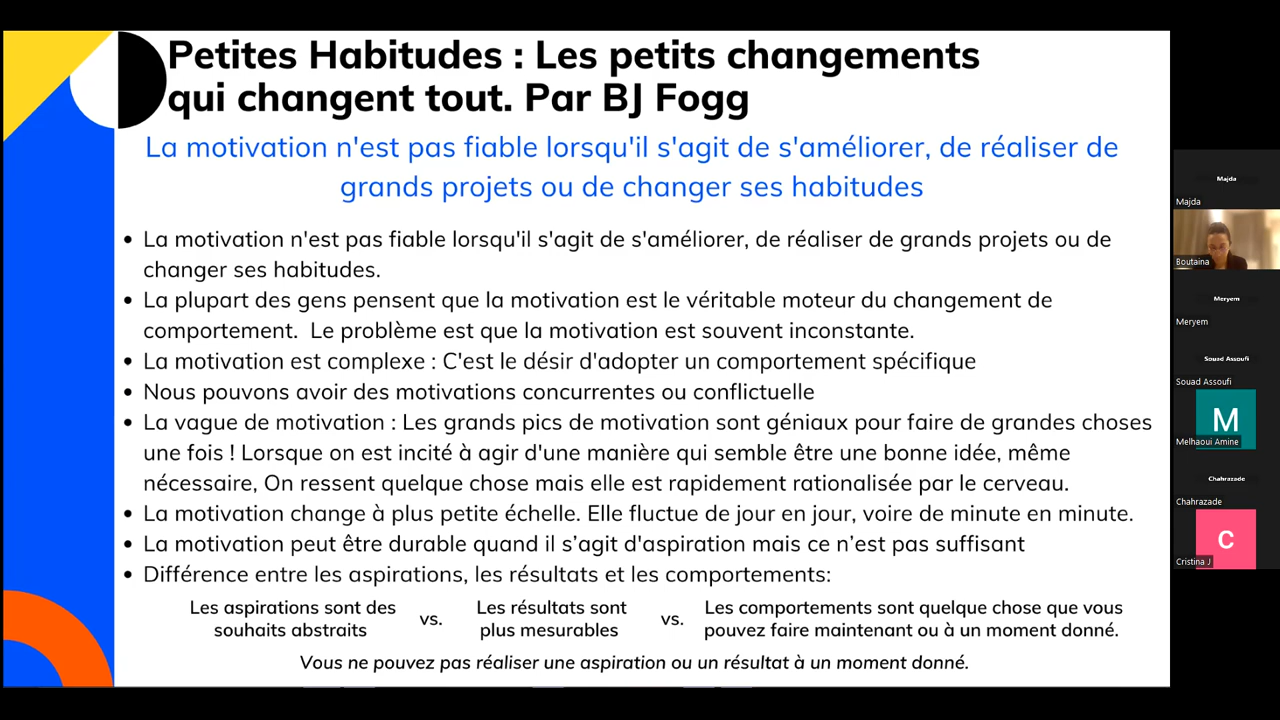 Petites Habitudes : Les petits changements
qui changent tout. Par BJ Fogg
La motivation n'est pas fiable lorsqu'il s'agit de s'améliorer, de réaliser de
grands projets ou de changer ses habitudes
• La motivation n'est pas fiable lorsqu'il s'agit de s'améliorer, de réaliser de grands projets ou de
changer ses habitudes.
• La plupart des gens pensent que la motivation est le véritable moteur du changement de
comportement.  Le problème est que la motivation est souvent inconstante.
• La motivation est complexe : C'est le désir d'adopter un comportement spécifique
• Nous pouvons avoir des motivations concurrentes ou conflictuelle
• La vague de motivation : Les grands pics de motivation sont géniaux pour faire de grandes choses
une fois ! Lorsque on est incité à agir d'une manière qui semble être une bonne idée, même
nécessaire, On ressent quelque chose mais elle est rapidement rationalisée par le cerveau.
• La motivation change à plus petite échelle. Elle fluctue de jour en jour, voire de minute en minute.
• La motivation peut être durable quand il s’agit d'aspiration mais ce n’est pas suffisant
• Différence entre les aspirations, les résultats et les comportements:
Les aspirations sont des
souhaits abstraits
vs.
Les résultats sont
plus mesurables
vs.
Les comportements sont quelque chose que vous
pouvez faire maintenant ou à un moment donné.
Vous ne pouvez pas réaliser une aspiration ou un résultat à un moment donné.
Majda
Majda
Boutaina
Meryem
Meryem
Souad Assoufi
Souad Assoufi
M
Melhaoui Amine
Chahrazade
Chahrazade
C
Cristina J